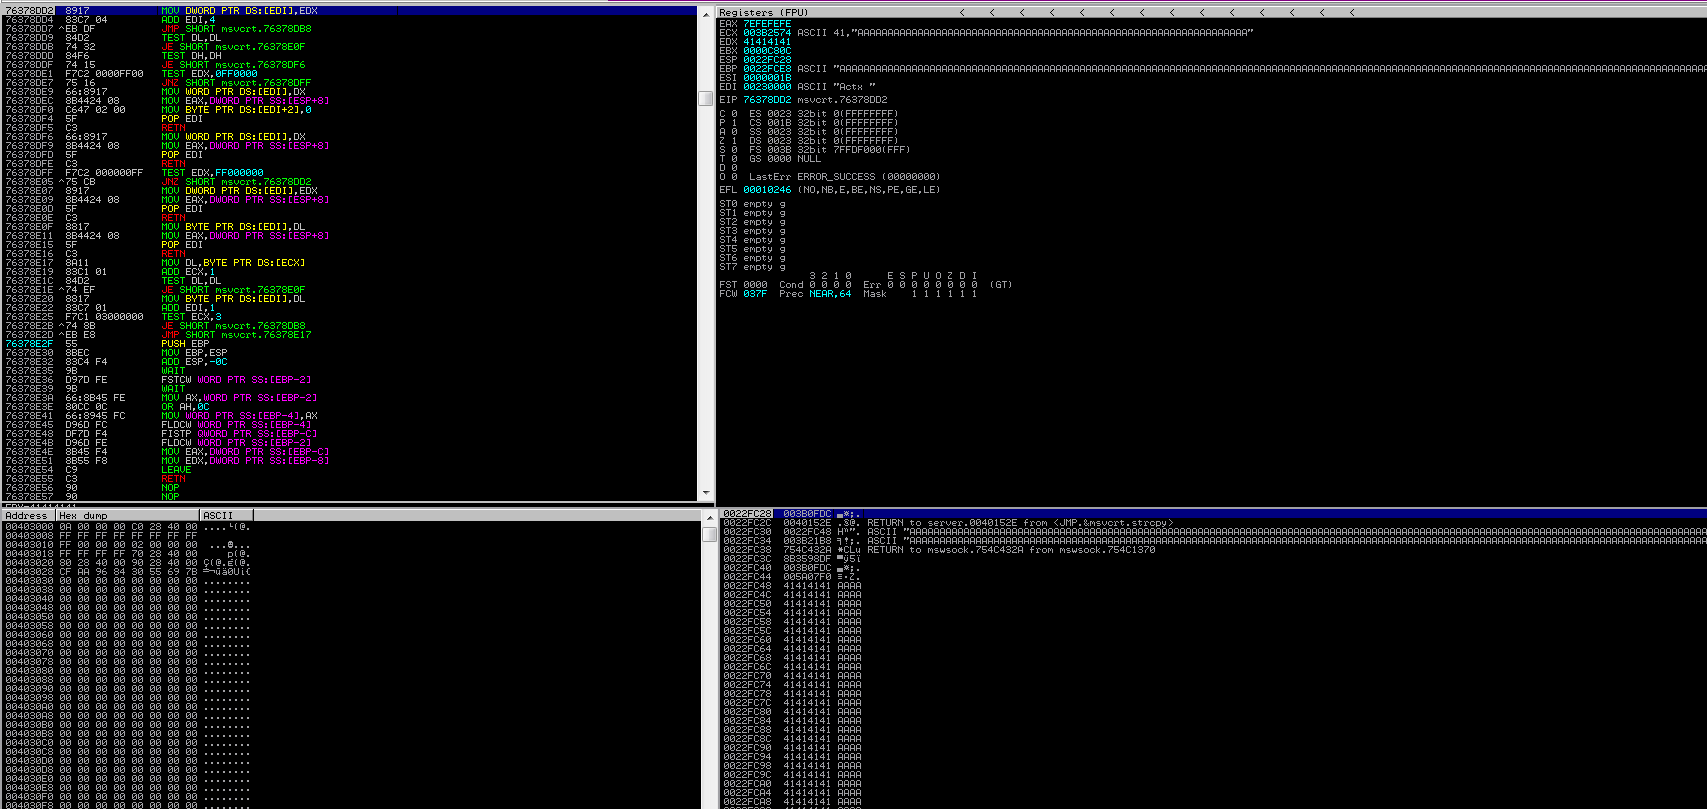 76378DD2 8917 MOV DWORD PTR DS:[EDI],EDX
76378DD4 83C7 04 ADD EDI,4
76378DD7 ^EB DF JMP SHORT msvcrt.76378DB8
76378DD9 84D2 TEST DL,DL
76378DDB 74 32 JE SHORT msvcrt.76378E0F
76378DDD 84F6 TEST DH,DH
76378DDF 74 15 JE SHORT msvcrt.76378DF6
76378DE1 F7C2 0000FF00 TEST EDX,0FF0000
76378DE7 75 16 JNZ SHORT msvcrt.76378DFF
76378DE9 66:8917 MOV WORD PTR DS:[EDI],DX
76378DEC 8B4424 08 MOV EAX,DWORD PTR SS:[ESP+8]
76378DF0 C647 02 00 MOV BYTE PTR DS:[EDI+2],0
76378DF4 5F POP EDI
76378DF5 C3 RETN
76378DF6 66:8917 MOV WORD PTR DS:[EDI],DX
76378DF9 8B4424 08 MOV EAX,DWORD PTR SS:[ESP+8]
76378DFD 5F POP EDI
76378DFE C3 RETN
76378DFF F7C2 000000FF TEST EDX,FF000000
76378E05 ^75 CB JNZ SHORT msvcrt.76378DD2
76378E07 8917 MOV DWORD PTR DS:[EDI],EDX
76378E09 8B4424 08 MOV EAX,DWORD PTR SS:[ESP+8]
76378E0D 5F POP EDI
76378E0E C3 RETN
76378E0F 8817 MOV BYTE PTR DS:[EDI],DL
76378E11 8B4424 08 MOV EAX,DWORD PTR SS:[ESP+8]
76378E15 5F POP EDI
76378E16 C3 RETN
76378E17 8A11 MOV DL,BYTE PTR DS:[ECX]
76378E19 83C1 01 ADD ECX,1
76378E1C 84D2 TEST DL,DL
76378E1E ^74 EF JE SHORT msvcrt.76378E0F
76378E20 8817 MOV BYTE PTR DS:[EDI],DL
76378E22 83C7 01 ADD EDI,1
76378E25 F7C1 03000000 TEST ECX,3
76378E2B ^74 8B JE SHORT msvcrt.76378DB8
76378E2D ^EB E8 JMP SHORT msvcrt.76378E17
76378E2F 55 PUSH EBP
76378E30 8BEC MOV EBP,ESP
76378E32 83C4 F4 ADD ESP,-0C
76378E35 9B WAIT
76378E36 D97D FE FSTCW WORD PTR SS:[EBP-2]
76378E39 9B WAIT
76378E3A 66:8B45 FE MOV AX,WORD PTR SS:[EBP-2]
76378E3E 80CC 0C OR AH,0C
76378E41 66:8945 FC MOV WORD PTR SS:[EBP-4],AX
76378E45 D96D FC FLDCW WORD PTR SS:[EBP-4]
76378E48 DF7D F4 FISTP QWORD PTR SS:[EBP-C]
76378E4B D96D FE FLDCW WORD PTR SS:[EBP-2]
76378E4E 8B45 F4 MOV EAX,DWORD PTR SS:[EBP-C]
76378E51 8B55 F8 MOV EDX,DWORD PTR SS:[EBP-8]
76378E54 C9 LEAVE
76378E55 C3 RETN
76378E56 90 NOP
76378E57 90 NOP
Registers (FPU) < < < < < < < < < < < < < <
EAX 7EFEFEFE
ECX 003B2574 ASCII 41,"AAAAAAAAAAAAAAAAAAAAAAAAAAAAAAAAAAAAAAAAAAAAAAAAAAAAAAAAAAAAAAAAA"
EDX 41414141
EBX 0000C80C
ESP 0022FC28
EBP 0022FCE8
ESI 0000001B
EDI 00230000 ASCII "Actx "
EIP 76378DD2 msvcrt.76378DD2
C 0 ES 0023 32bit 0(FFFFFFFF)
P 1 CS 001B 32bit 0(FFFFFFFF)
A 0 SS 0023 32bit 0(FFFFFFFF)
Z 1 DS 0023 32bit 0(FFFFFFFF)
S 0 FS 003B 32bit 7FFDF000(FFF)
T 0 GS 0000 NULL
D 0
O 0 LastErr ERROR_SUCCESS (00000000)
EFL 00010246 (NO,NB,E,BE,NS,PE,GE,LE)
ST0 empty g
ST1 empty g
ST2 empty g
ST3 empty g
ST4 empty g
ST5 empty g
ST6 empty g
ST7 empty g
3 2 1 0 E S P U O Z D I
FST 0000 Cond 0 0 0 0 Err 0 0 0 0 0 0 0 0 (GT)
FCW 037F Prec NEAR,64 Mask 1 1 1 1 1 1
Address Hex dump ASCII
00403000 0A 00 00 00 C0 28 40 00
00403008 FF FF FF FF FF FF FF FF
00403010 FF 00 00 00 02 00 00 00
00403018 FF FF FF FF 70 28 40 00
00403020 80 28 40 00 90 28 40 00
00403028 CF AA 96 84 30 55 69 7B
00403030 00 00 00 00 00 00 00 00 ........
00403038 00 00 00 00 00 00 00 00 ........
00403040 00 00 00 00 00 00 00 00 ........
00403048 00 00 00 00 00 00 00 00 ........
00403050 00 00 00 00 00 00 00 00 ........
00403058 00 00 00 00 00 00 00 00 ........
00403060 00 00 00 00 00 00 00 00 ........
00403068 00 00 00 00 00 00 00 00 ........
00403070 00 00 00 00 00 00 00 00 ........
00403078 00 00 00 00 00 00 00 00 ........
00403080 00 00 00 00 00 00 00 00 ........
00403088 00 00 00 00 00 00 00 00 ........
00403090 00 00 00 00 00 00 00 00 ........
00403098 00 00 00 00 00 00 00 00 ........
004030A0 00 00 00 00 00 00 00 00 ........
004030A8 00 00 00 00 00 00 00 00 ........
004030B0 00 00 00 00 00 00 00 00 ........
004030B8 00 00 00 00 00 00 00 00 ........
004030C0 00 00 00 00 00 00 00 00 ........
004030C8 00 00 00 00 00 00 00 00 ........
004030D0 00 00 00 00 00 00 00 00 ........
004030D8 00 00 00 00 00 00 00 00 ........
004030E0 00 00 00 00 00 00 00 00 ........
004030E8 00 00 00 00 00 00 00 00 ........
004030F0 00 00 00 00 00 00 00 00 ........
004030F8 00 00 00 00 00 00 00 00 ........
0022FC28 003B0FDC
0022FC2C 0040152E .S@. RETURN to server.0040152E from <JMP.&msvcrt.strcpy>
0022FC30 0022FC48 ASCII
0022FC34 003B21B8 ASCII
0022FC38 754C432A *CLu RETURN to mswsock.754C432A from mswsock.754C1370
0022FC3C 8B3598DF
0022FC40 003B0FDC
0022FC44 005A07F0
0022FC48 41414141 AAAA
0022FC4C 41414141 AAAA
0022FC50 41414141 AAAA
0022FC54 41414141 AAAA
0022FC58 41414141 AAAA
0022FC5C 41414141 AAAA
0022FC60 41414141 AAAA
0022FC64 41414141 AAAA
0022FC68 41414141 AAAA
0022FC6C 41414141 AAAA
0022FC70 41414141 AAAA
0022FC74 41414141 AAAA
0022FC78 41414141 AAAA
0022FC7C 41414141 AAAA
0022FC80 41414141 AAAA
0022FC84 41414141 AAAA
0022FC88 41414141 AAAA
0022FC8C 41414141 AAAA
0022FC90 41414141 AAAA
0022FC94 41414141 AAAA
0022FC98 41414141 AAAA
0022FC9C 41414141 AAAA
0022FCA0 41414141 AAAA
0022FCA4 41414141 AAAA
0022FCA8 41414141 AAAA